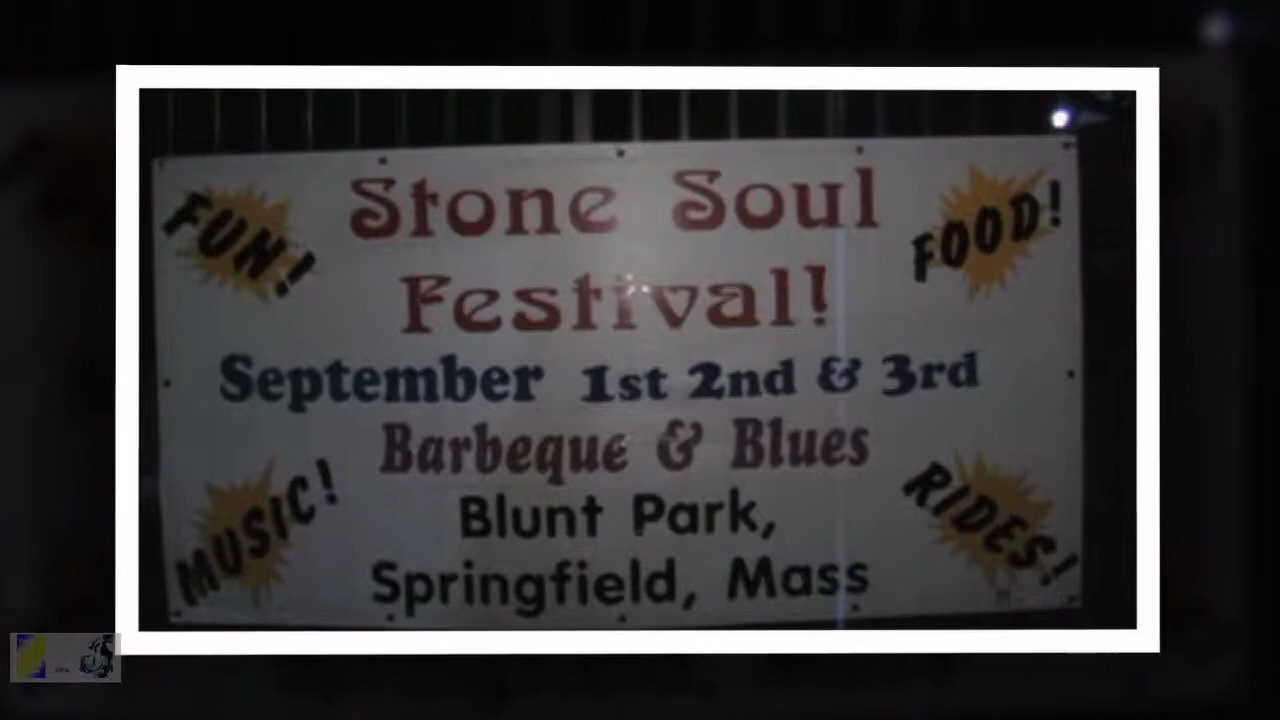 Stone Soul
Festival!
FUN!
FOOD!
September 1st 2nd & 3rd
Barbeque & Blues
MUSIC!
RIDES!
Blunt Park,
Springfield, Mass